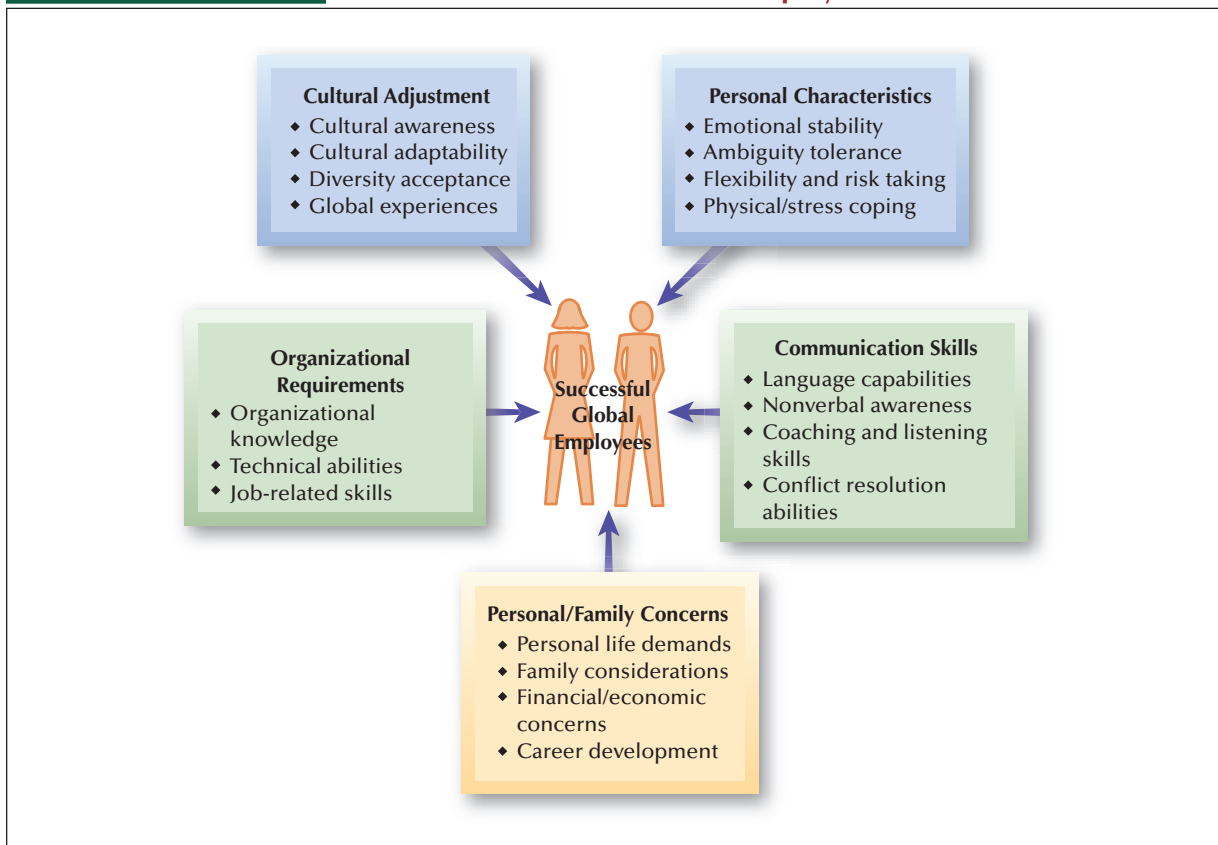 Cultural Adjustment
◆ Cultural awareness
◆ Cultural adaptability
◆ Diversity acceptance
◆ Global experiences
Personal Characteristics
◆ Emotional stability
◆ Ambiguity tolerance
◆ Flexibility and risk taking
◆ Physical/stress coping
Organizational
Requirements
◆ Organizational
knowledge
◆ Technical abilities
◆ Job-related skills
Successful
Global
Employees
Communication Skills
◆ Language capabilities
◆ Nonverbal awareness
◆ Coaching and listening
skills
◆ Conflict resolution
abilities
Personal/Family Concerns
◆ Personal life demands
◆ Family considerations
◆ Financial/economic
concerns
◆ Career development